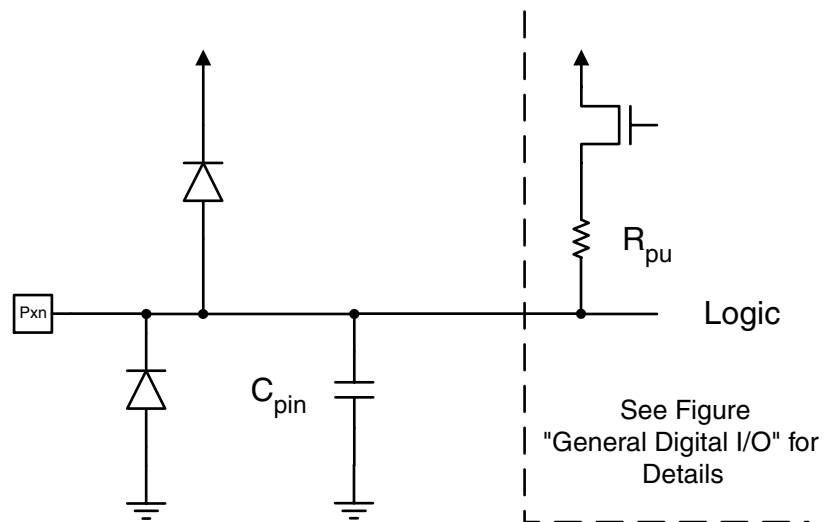 R_pu
Pxn
Logic
C_pin
See Figure
"General Digital I/O" for
Details